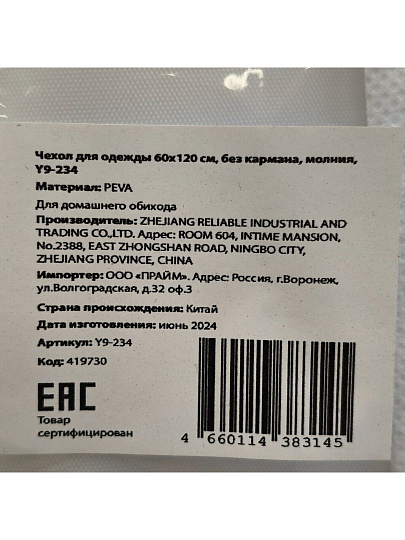 Чехол для одежды 60х120 см, без кармана, молния,
Y9-234
Материал: PEVA
Для домашнего обихода
Производитель: ZHEJIANG RELIABLE INDUSTRIAL AND
TRADING CO.,LTD. Адрес: ROOM 604, INTIME MANSION,
No.2388, EAST ZHONGSHAN ROAD, NINGBO CITY,
ZHEJIANG PROVINCE, CHINA
Импортер: ООО «ПРАЙМ». Адрес: Россия, г.Воронеж,
ул.Волгоградская, д.32 оф.3
Страна происхождения: Китай
Дата изготовления: июнь 2024
Артикул: Y9-234
Код: 419730
EAC
Товар
сертифицирован
4 660114 383145